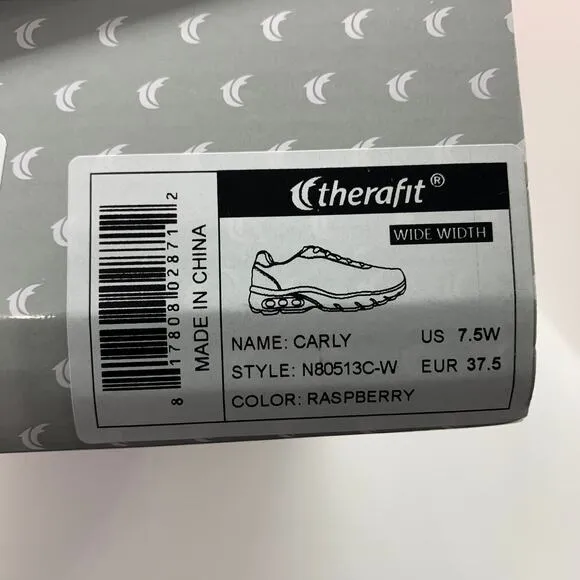 therafit®
WIDE WIDTH
8 17808 02871 2
MADE IN CHINA
NAME: CARLY US 7.5W
STYLE: N80513C-W EUR 37.5
COLOR: RASPBERRY